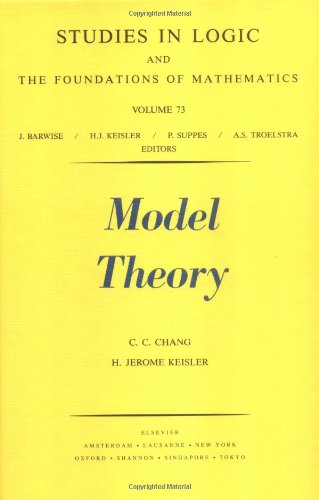 STUDIES IN LOGIC
AND
THE FOUNDATIONS OF MATHEMATICS
VOLUME 73
J. BARWISE / H.J. KEISLER / P. SUPPES / A.S. TROELSTRA
EDITORS
Model
Theory
C. C. CHANG
H. JEROME KEISLER
ELSEVIER
AMSTERDAM • LAUSANNE • NEW YORK
OXFORD • SHANNON • SINGAPORE • TOKYO